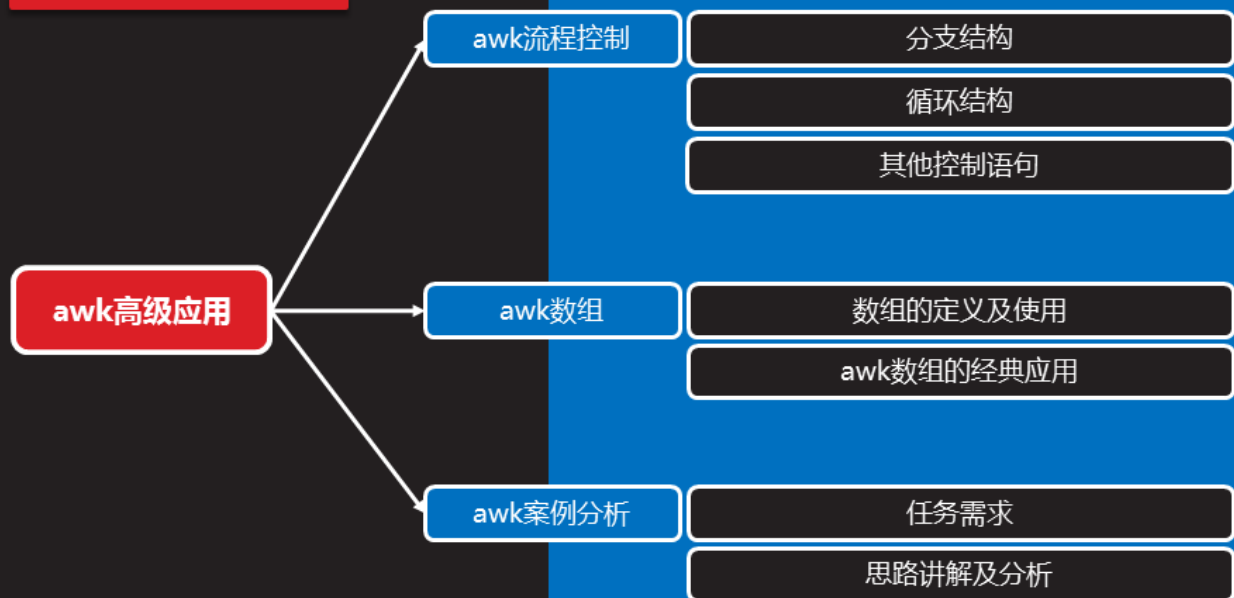 awk流程控制
分支结构
循环结构
其他控制语句
awk高级应用
awk数组
数组的定义及使用
awk数组的经典应用
awk案例分析
任务需求
思路讲解及分析